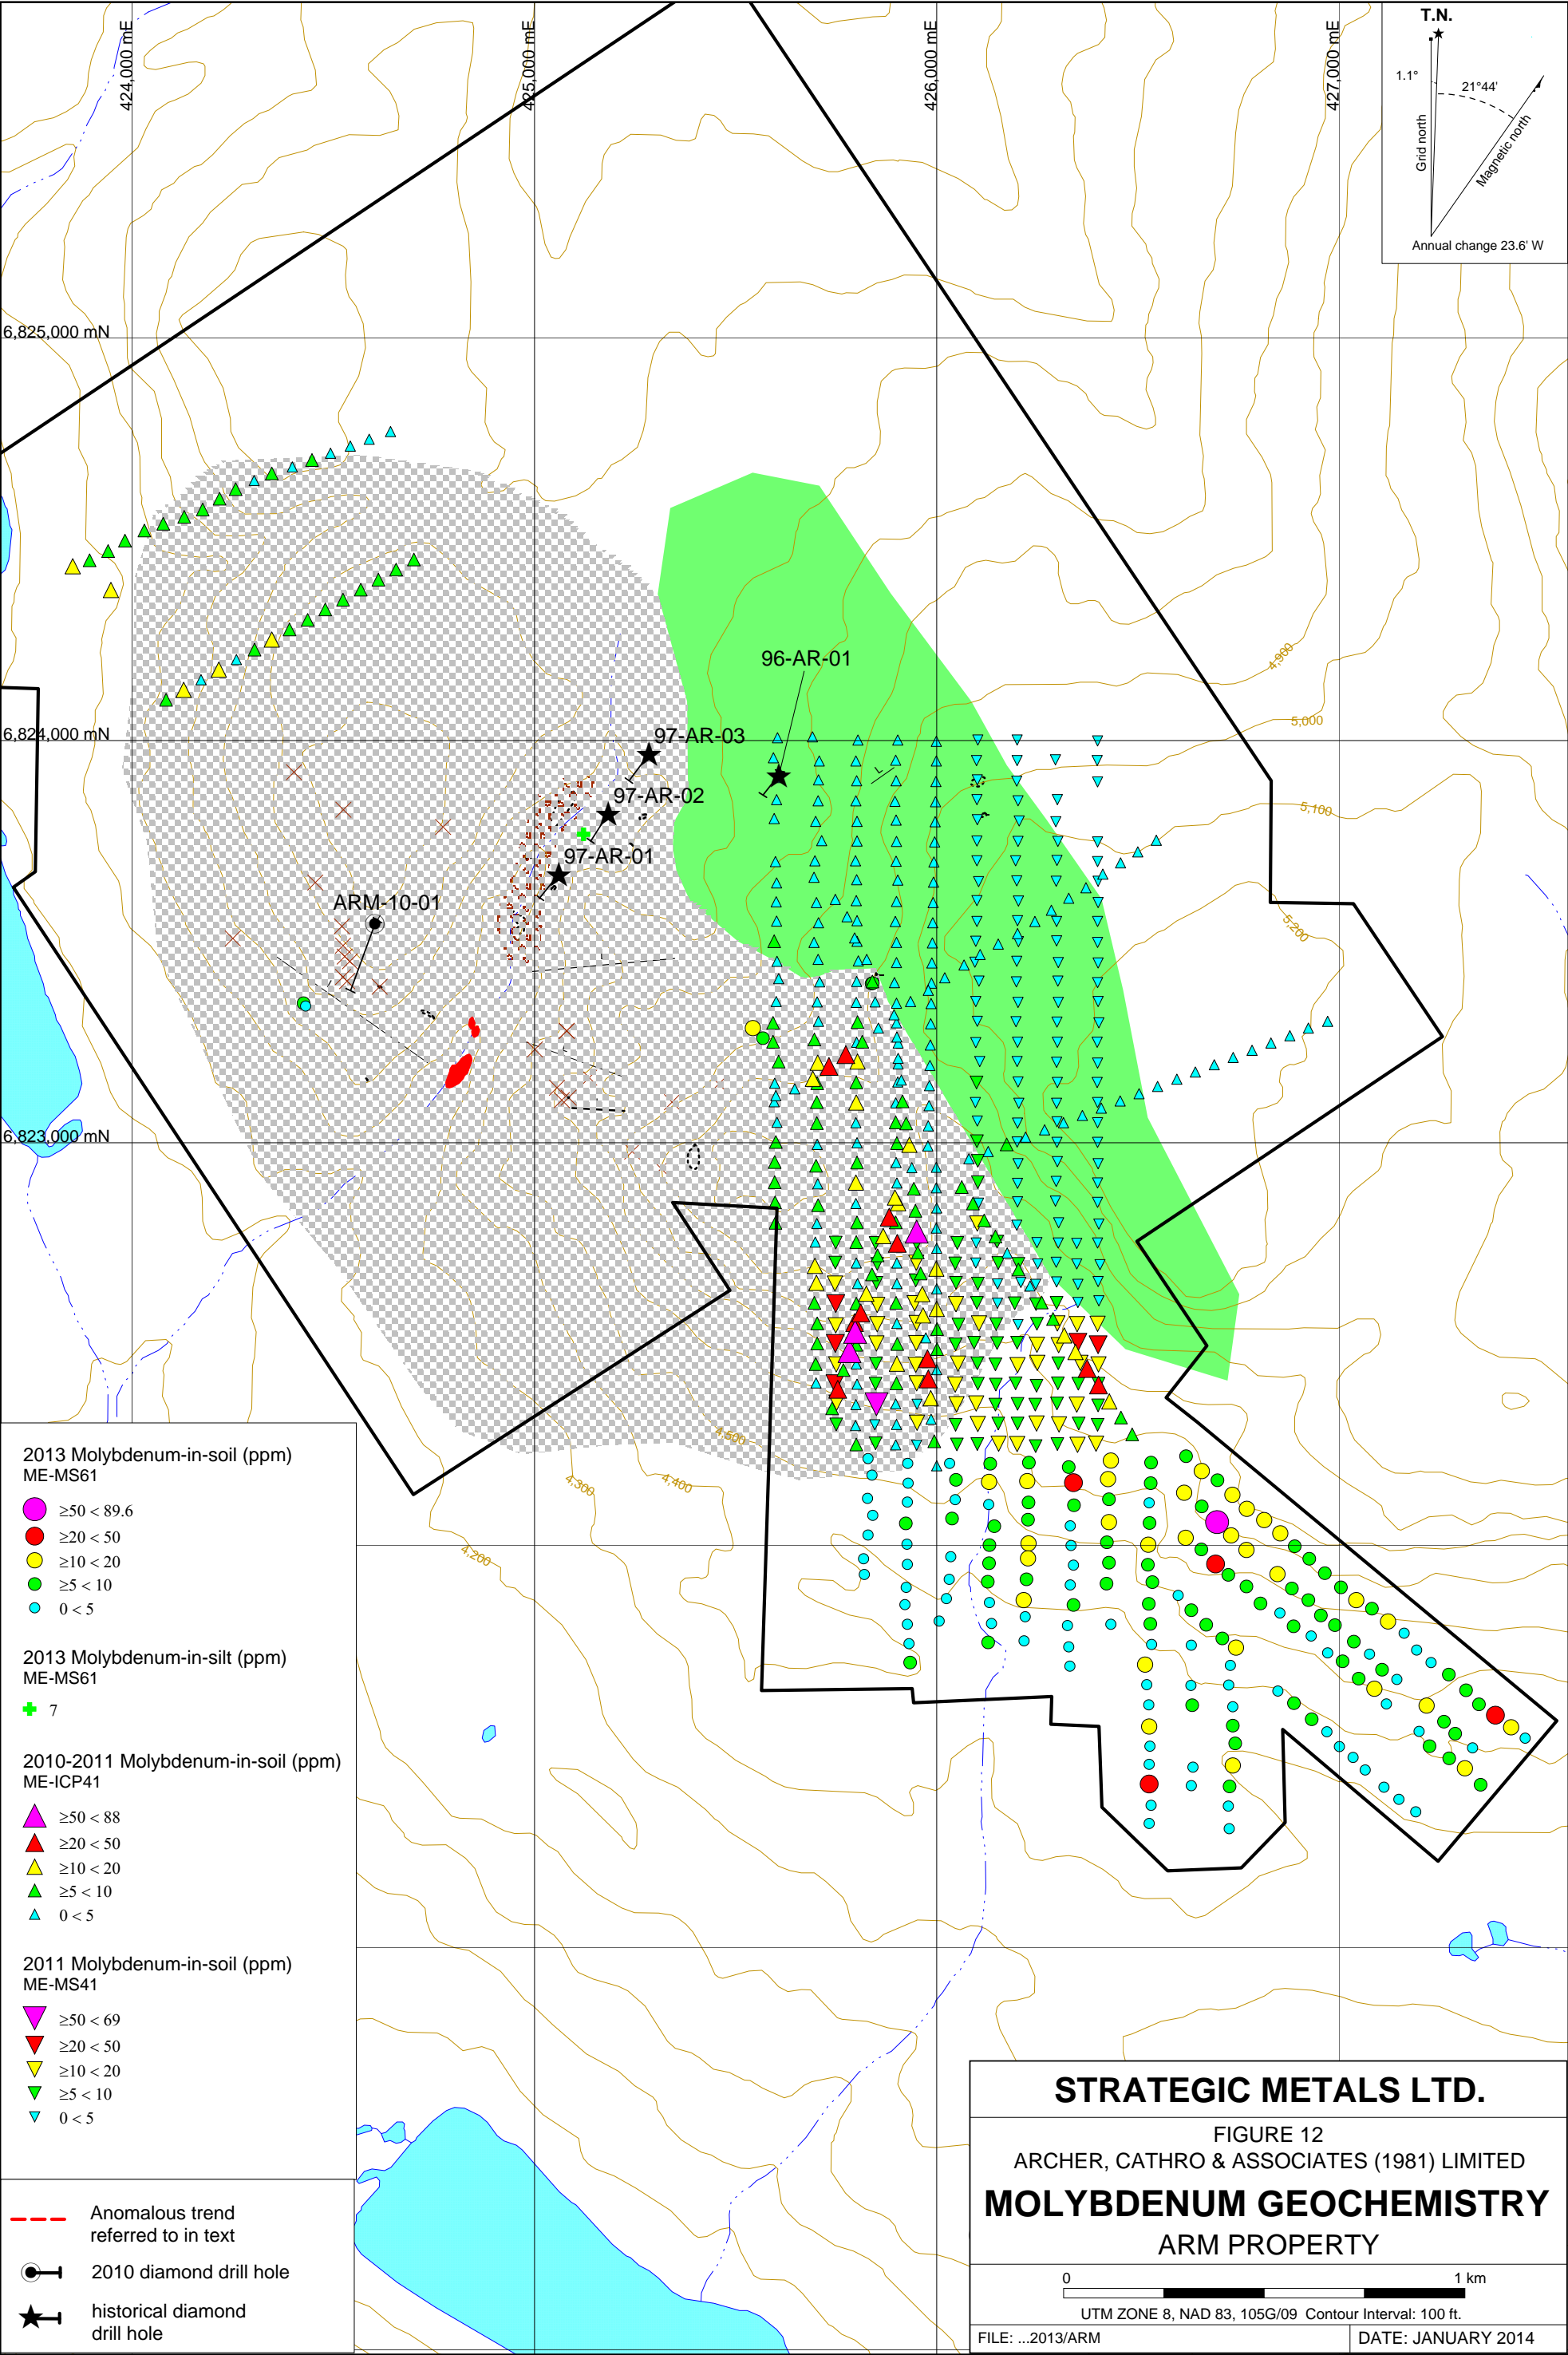 424,000 mE
425,000 mE
426,000 mE
427,000 mE
T.N.
1.1°
21°44'
Grid north
Magnetic north
Annual change 23.6' W
6,825,000 mN
4,900
96-AR-01
5,000
6,824,000 mN
97-AR-03
97-AR-02
5,100
97-AR-01
ARM-10-01
5,200
6,823,000 mN
4,500
4,400
4,300
4,200
2013 Molybdenum-in-soil (ppm)
ME-MS61
≥50 < 89.6
≥20 < 50
≥10 < 20
≥5 < 10
0 < 5
2013 Molybdenum-in-silt (ppm)
ME-MS61
7
2010-2011 Molybdenum-in-soil (ppm)
ME-ICP41
≥50 < 88
≥20 < 50
≥10 < 20
≥5 < 10
0 < 5
2011 Molybdenum-in-soil (ppm)
ME-MS41
≥50 < 69
≥20 < 50
≥10 < 20
≥5 < 10
0 < 5
Anomalous trend
referred to in text
2010 diamond drill hole
historical diamond
drill hole
STRATEGIC METALS LTD.
FIGURE 12
ARCHER, CATHRO & ASSOCIATES (1981) LIMITED
MOLYBDENUM GEOCHEMISTRY
ARM PROPERTY
0 1 km
UTM ZONE 8, NAD 83, 105G/09 Contour Interval: 100 ft.
FILE: ...2013/ARM DATE: JANUARY 2014